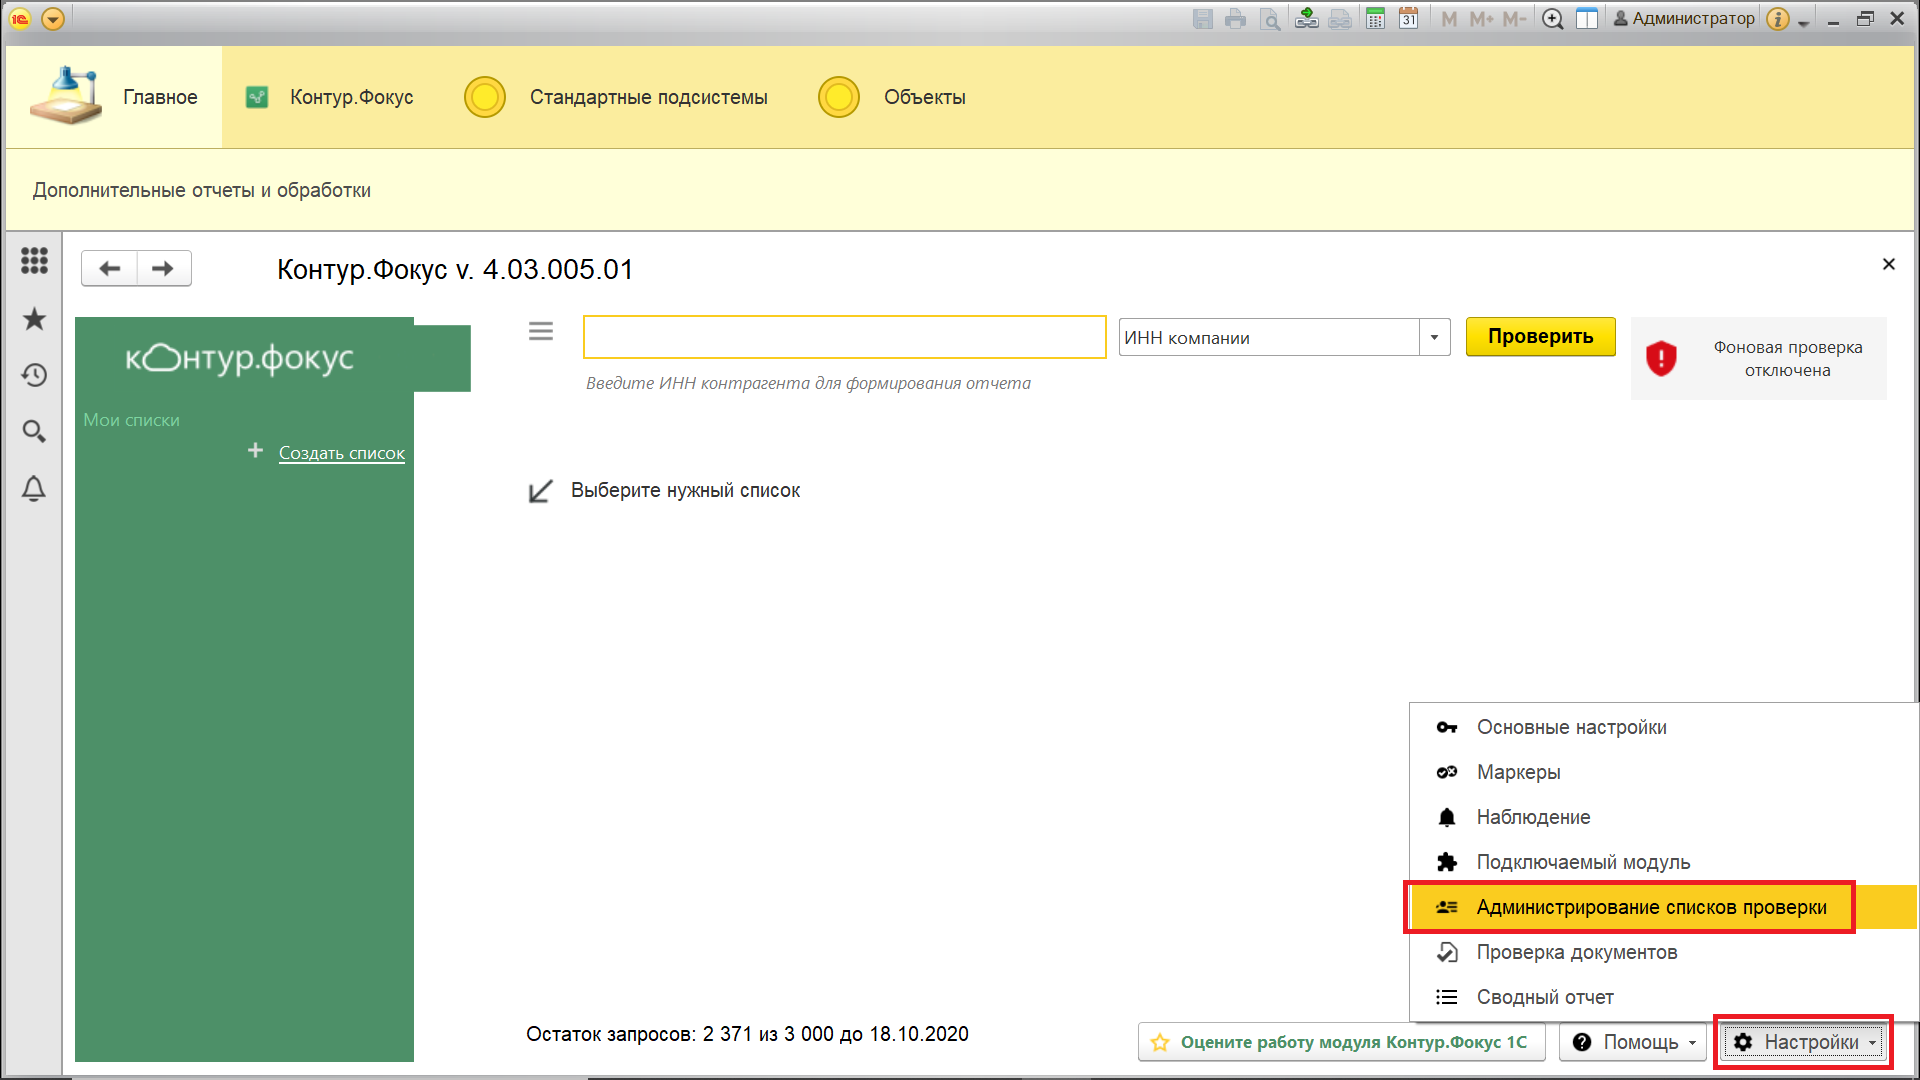 1С
31
M
M+
M-
Администратор
i
Главное
Контур.Фокус
Стандартные подсистемы
Объекты
Дополнительные отчеты и обработки
Контур.Фокус v. 4.03.005.01
контур.фокус
ИНН компании
Проверить
Фоновая проверка
отключена
Введите ИНН контрагента для формирования отчета
Мои списки
+ Создать список
Выберите нужный список
Основные настройки
Маркеры
Наблюдение
Подключаемый модуль
Администрирование списков проверки
Проверка документов
Сводный отчет
Остаток запросов: 2 371 из 3 000 до 18.10.2020
Оцените работу модуля Контур.Фокус 1С
? Помощь
Настройки